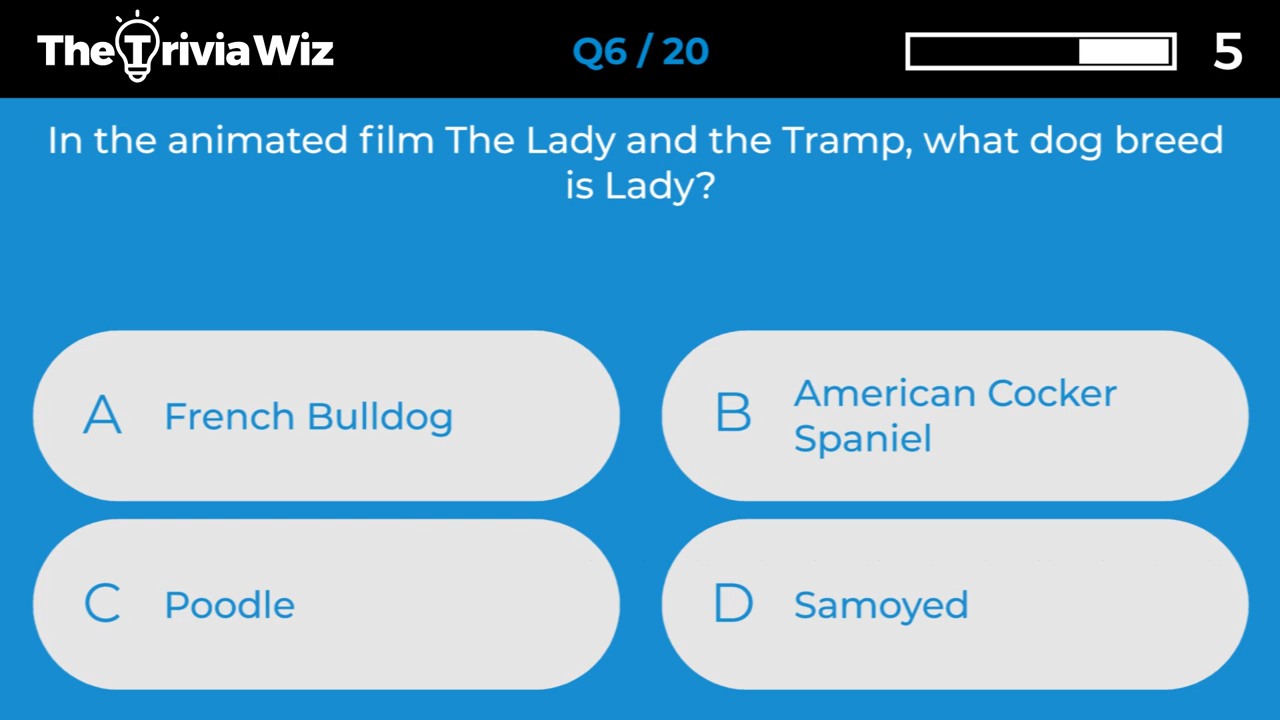 The Trivia Wiz
Q6 / 20
5
In the animated film The Lady and the Tramp, what dog breed
is Lady?
A French Bulldog
B American Cocker
Spaniel
C Poodle
D Samoyed